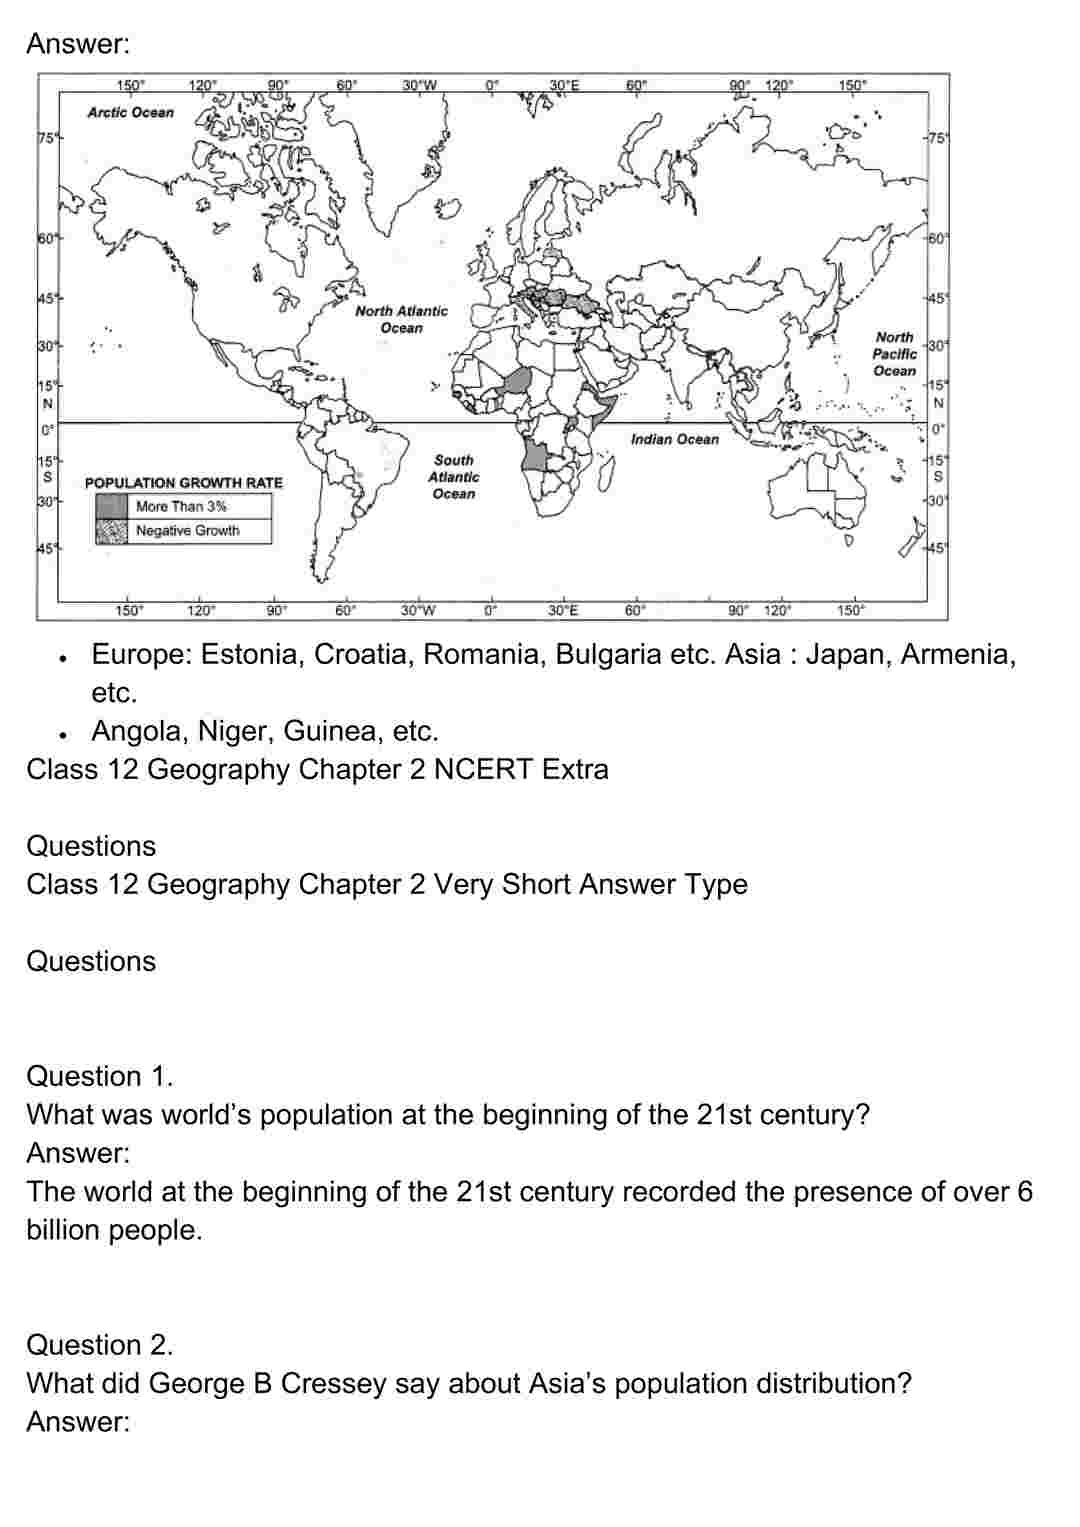 Answer:
150° 120° 90° 60° 30°W 0° 30°E 60° 90° 120° 150°
Arctic Ocean
75° 75°
60° 60°
45° 45°
North Atlantic
Ocean
North
Pacific
Ocean
30° 30°
15° 15°
N N
0° 0°
Indian Ocean
South
Atlantic
Ocean
15° 15°
S S
30° 30°
POPULATION GROWTH RATE
More Than 3%
Negative Growth
45° 45°
150° 120° 90° 60° 30°W 0° 30°E 60° 90° 120° 150°
• Europe: Estonia, Croatia, Romania, Bulgaria etc. Asia : Japan, Armenia,
etc.
• Angola, Niger, Guinea, etc.
Class 12 Geography Chapter 2 NCERT Extra
Questions
Class 12 Geography Chapter 2 Very Short Answer Type
Questions
Question 1.
What was world's population at the beginning of the 21st century?
Answer:
The world at the beginning of the 21st century recorded the presence of over 6
billion people.
Question 2.
What did George B Cressey say about Asia's population distribution?
Answer: